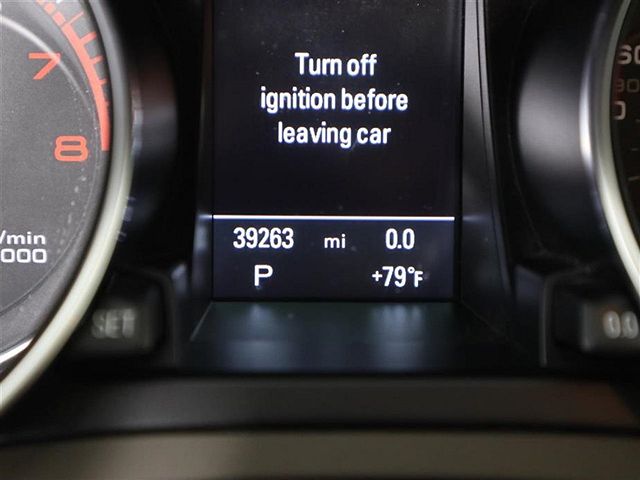 Turn off
ignition before
leaving car
39263 mi 0.0
P +79°F
7
8
/min
000
SET
0.0